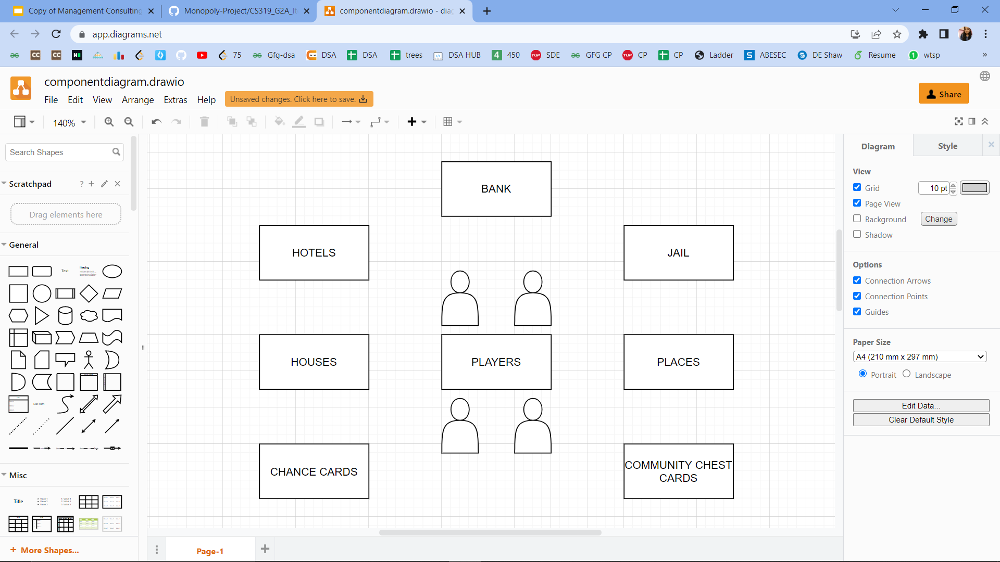 Copy of Management Consulting
Monopoly-Project/CS319_G2A_It
componentdiagram.drawio - diag
app.diagrams.net
75
Gfg-dsa
DSA
DSA
trees
DSA HUB
450
SDE
GFG CP
CP
CP
Ladder
ABESEC
DE Shaw
Resume
wtsp
»
componentdiagram.drawio
File Edit View Arrange Extras Help
Unsaved changes. Click here to save.
Share
140%
Search Shapes
Scratchpad
?
Drag elements here
General
Text
Heading
List Item
Misc
Title
+ More Shapes...
BANK
HOTELS
JAIL
HOUSES
PLAYERS
PLACES
CHANCE CARDS
COMMUNITY CHEST
CARDS
Page-1
Diagram
Style
View
Grid
10 pt
Page View
Background
Change
Shadow
Options
Connection Arrows
Connection Points
Guides
Paper Size
A4 (210 mm x 297 mm)
Portrait
Landscape
Edit Data...
Clear Default Style